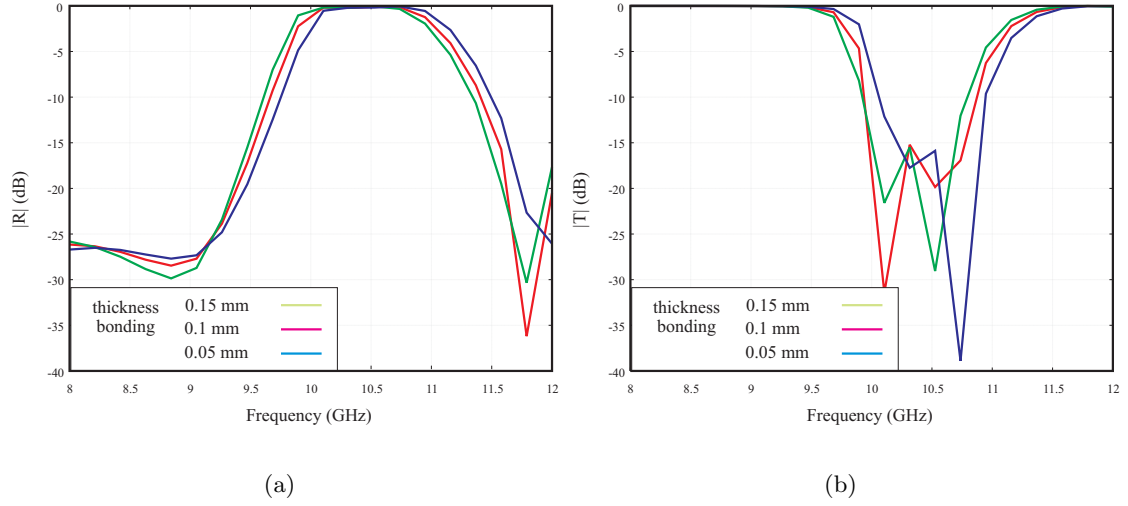 0
-5
-10
-15
-20
-25
-30
-35
-40
|R| (dB)
thickness
bonding
0.15 mm
0.1 mm
0.05 mm
8 8.5 9 9.5 10 10.5 11 11.5 12
Frequency (GHz)
(a)
0
-5
-10
-15
-20
-25
-30
-35
-40
|T| (dB)
thickness
bonding
0.15 mm
0.1 mm
0.05 mm
8 8.5 9 9.5 10 10.5 11 11.5 12
Frequency (GHz)
(b)